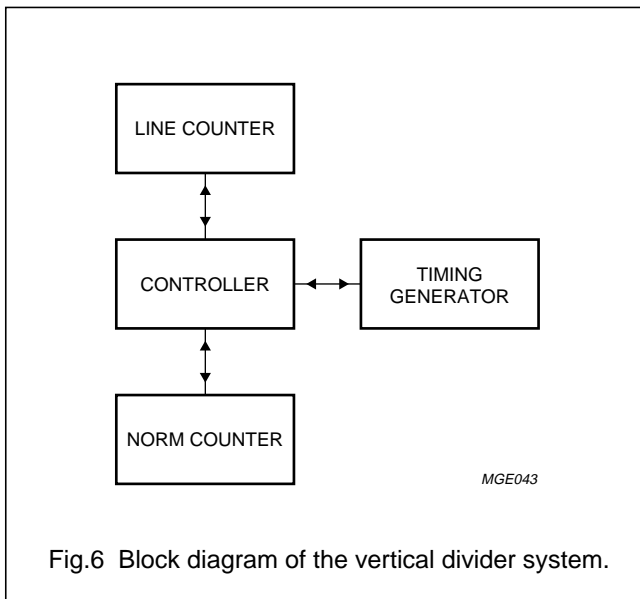 LINE COUNTER
CONTROLLER
TIMING
GENERATOR
NORM COUNTER
MGE043
Fig.6 Block diagram of the vertical divider system.